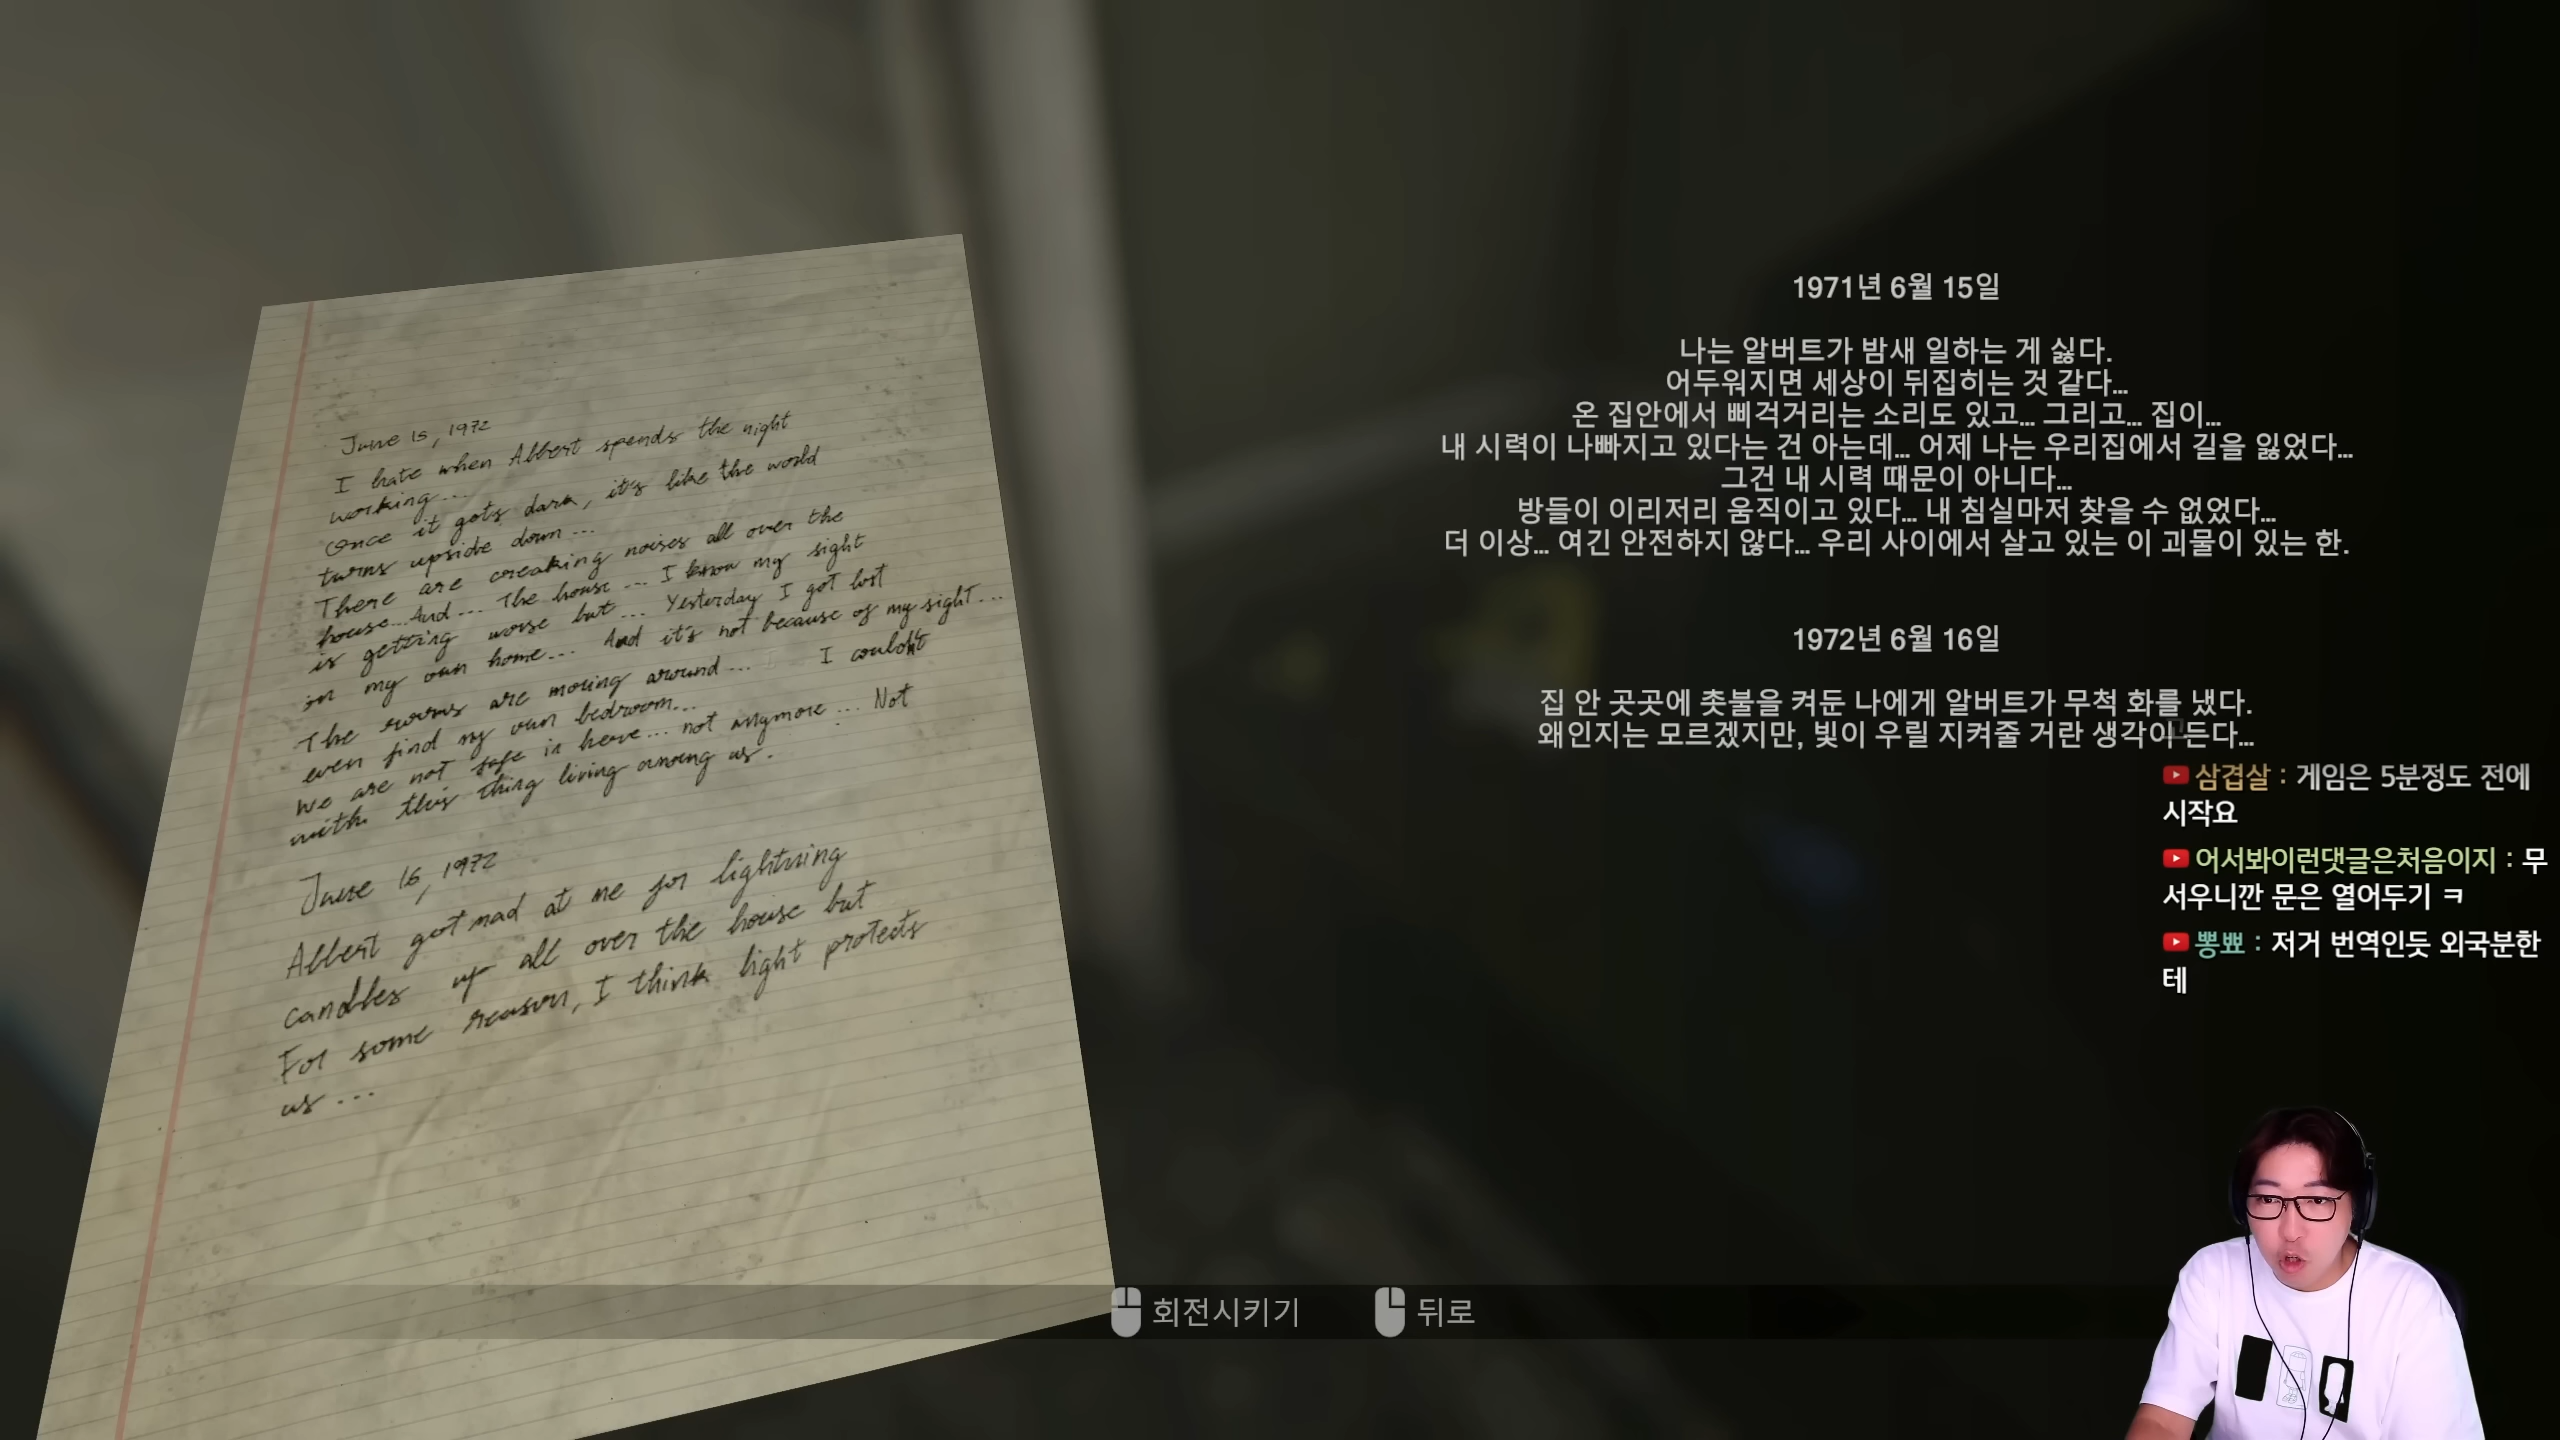 June 15, 1972
I hate when Albert spends the night
working...
Once it gets dark, it's like the world
turns upside down...
There are creaking noises all over the
house... And... The house... I know my sight
is getting worse but... Yesterday I got lost
in my own home... And it's not because of my sight...
The rooms are moving around... I couldn't
even find my own bedroom...
We are not safe in here... not anymore... Not
with this thing living among us.
June 16, 1972
Albert got mad at me for lightning
candles up all over the house but
For some reason, I think light protects
us...
1971년 6월 15일
나는 알버트가 밤새 일하는 게 싫다.
어두워지면 세상이 뒤집히는 것 같다...
온 집안에서 삐걱거리는 소리도 있고... 그리고... 집이...
내 시력이 나빠지고 있다는 건 아는데... 어제 나는 우리집에서 길을 잃었다...
그건 내 시력 때문이 아니다...
방들이 이리저리 움직이고 있다... 내 침실마저 찾을 수 없었다...
더 이상... 여긴 안전하지 않다... 우리 사이에서 살고 있는 이 괴물이 있는 한.
1972년 6월 16일
집 안 곳곳에 촛불을 켜둔 나에게 알버트가 무척 화를 냈다.
왜인지는 모르겠지만, 빛이 우릴 지켜줄 거란 생각이 든다...
삼겹살 : 게임은 5분정도 전에
시작요
어서봐이런댓글은처음이지 : 무
서우니깐 문은 열어두기 ㅋ
뽕뾰 : 저거 번역인듯 외국분한
테
회전시키기 뒤로